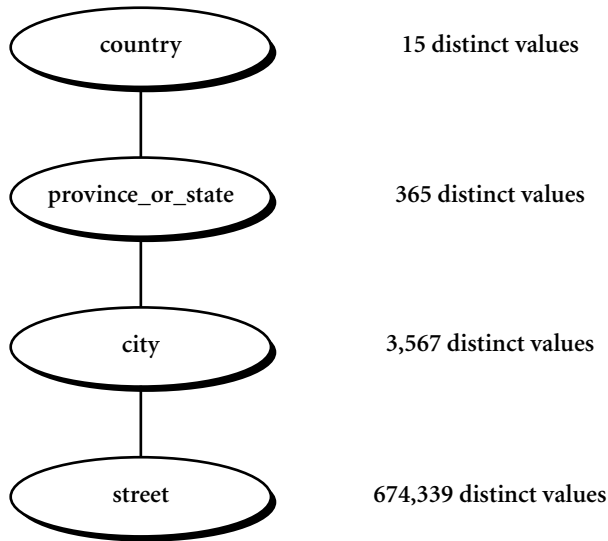 country 15 distinct values
province_or_state 365 distinct values
city 3,567 distinct values
street 674,339 distinct values